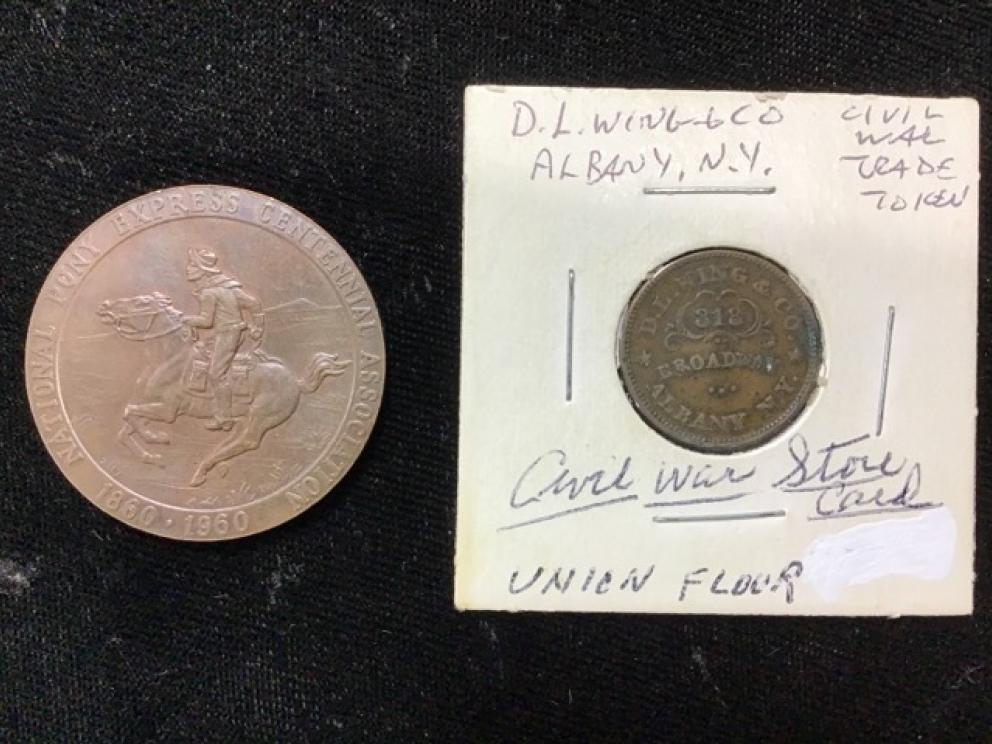 NATIONAL PONY EXPRESS CENTENNIAL ASSOCIATION
1860 · 1960
D.L. WING & CO
ALBANY, N.Y.
CIVIL
WAR
TRADE
TOKEN
D.L. WING & CO.
318
BROADWAY
ALBANY N.Y.
Civil War Store
Card
UNION FLOUR